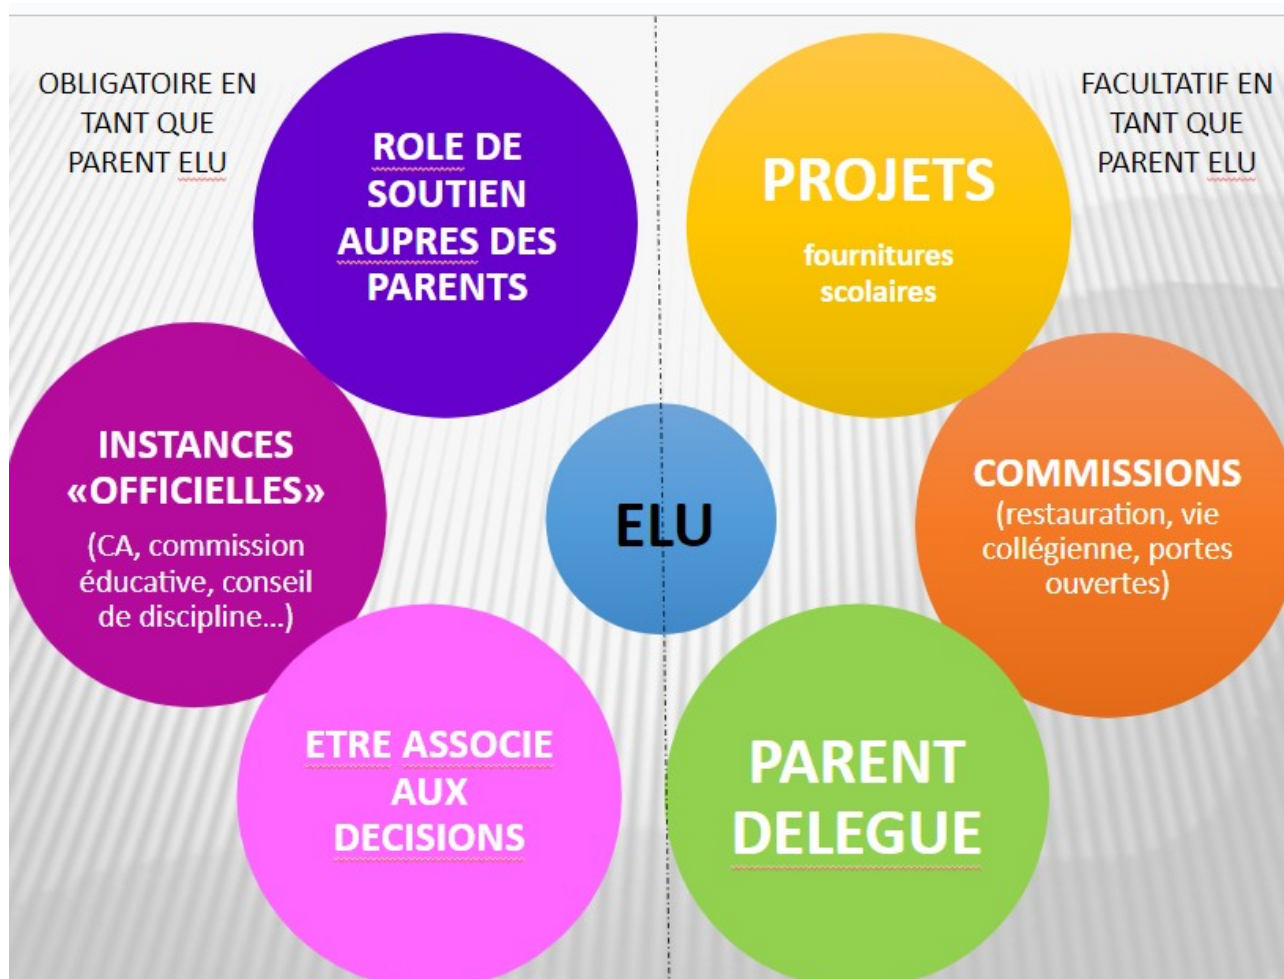 OBLIGATOIRE EN
TANT QUE
PARENT ELU
ROLE DE
SOUTIEN
AUPRES DES
PARENTS
PROJETS
fournitures
scolaires
FACULTATIF EN
TANT QUE
PARENT ELU
INSTANCES
«OFFICIELLES»
(CA, commission
éducative, conseil
de discipline...)
ELU
COMMISSIONS
(restauration, vie
collégienne, portes
ouvertes)
ETRE ASSOCIE
AUX
DECISIONS
PARENT
DELEGUE